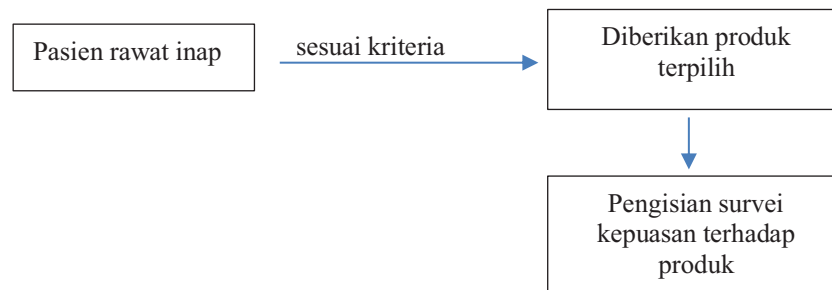 Pasien rawat inap
sesuai kriteria
Diberikan produk
terpilih
Pengisian survei
kepuasan terhadap
produk